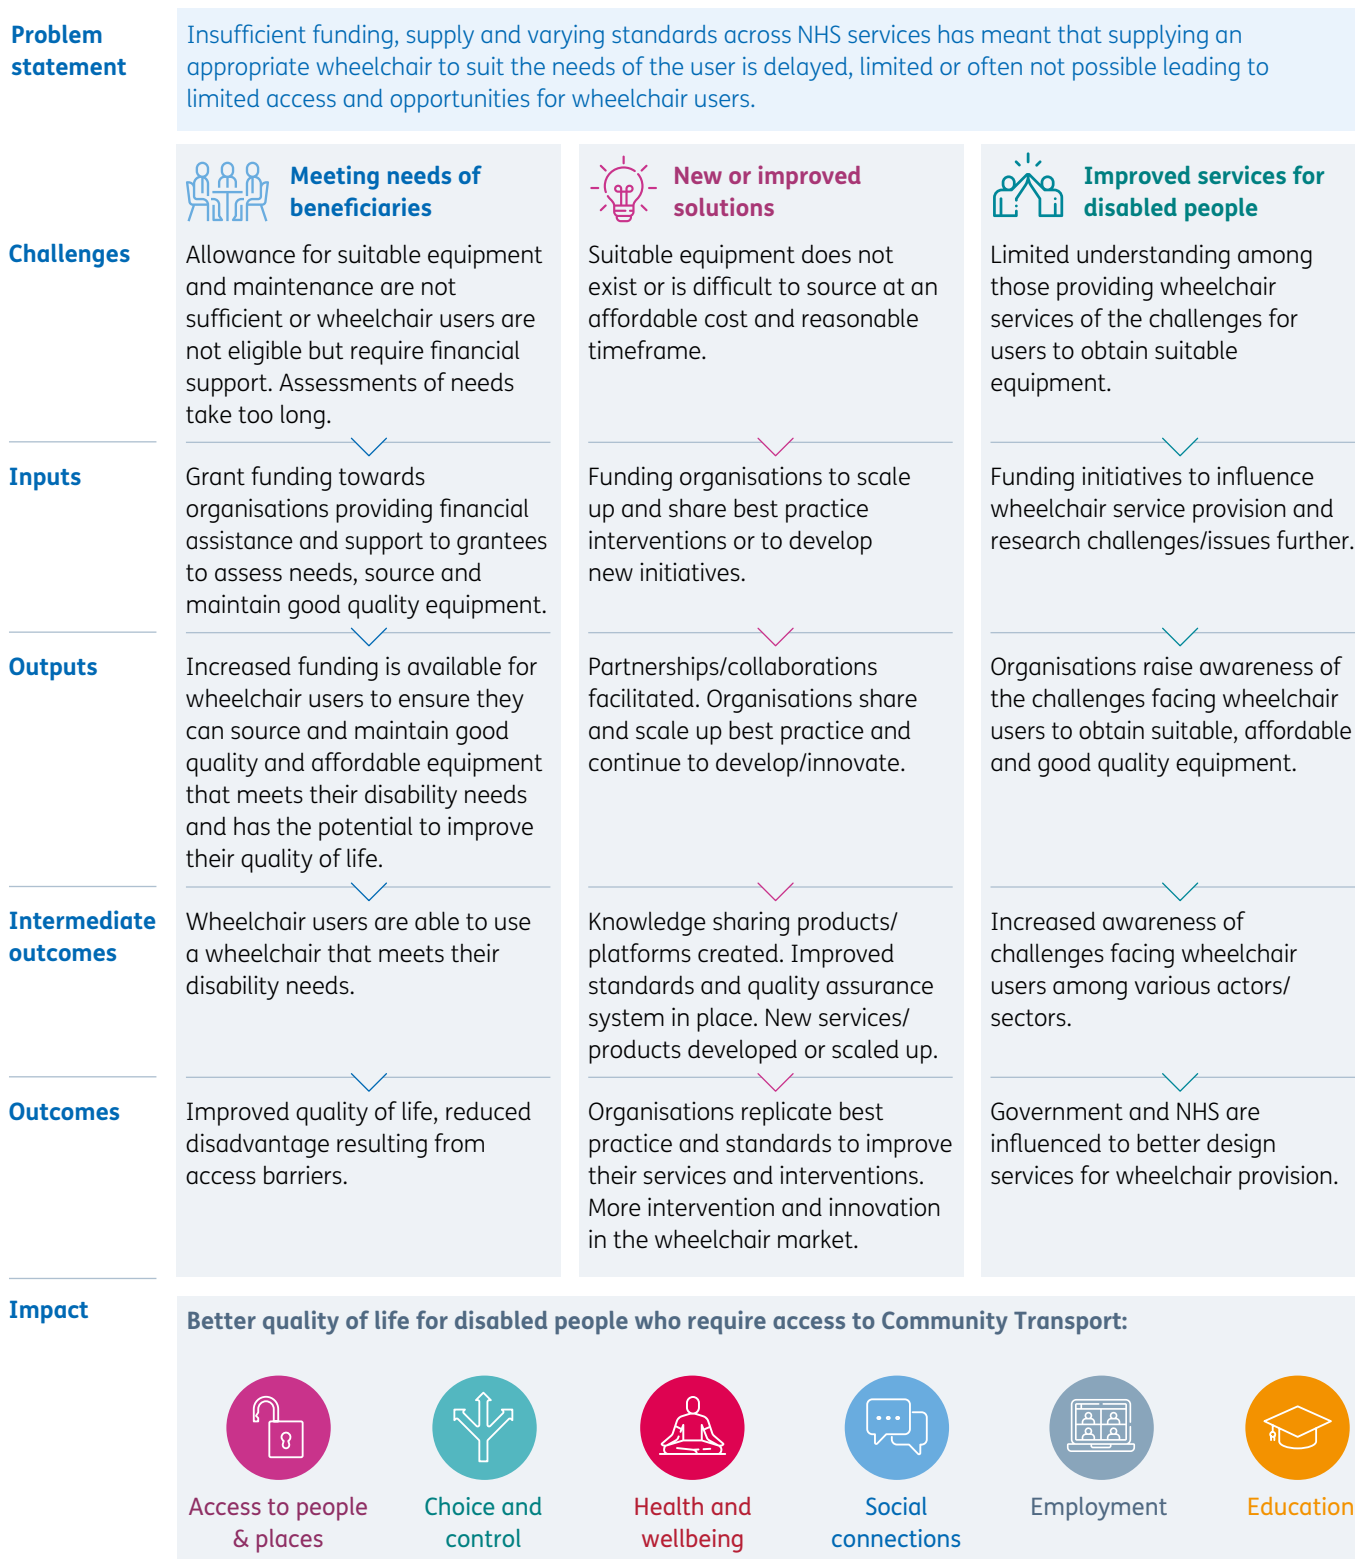 Problem
statement
Insufficient funding, supply and varying standards across NHS services has meant that supplying an
appropriate wheelchair to suit the needs of the user is delayed, limited or often not possible leading to
limited access and opportunities for wheelchair users.
Meeting needs of
beneficiaries
New or improved
solutions
Improved services for
disabled people
Challenges
Allowance for suitable equipment
and maintenance are not
sufficient or wheelchair users are
not eligible but require financial
support. Assessments of needs
take too long.
Suitable equipment does not
exist or is difficult to source at an
affordable cost and reasonable
timeframe.
Limited understanding among
those providing wheelchair
services of the challenges for
users to obtain suitable
equipment.
Inputs
Grant funding towards
organisations providing financial
assistance and support to grantees
to assess needs, source and
maintain good quality equipment.
Funding organisations to scale
up and share best practice
interventions or to develop
new initiatives.
Funding initiatives to influence
wheelchair service provision and
research challenges/issues further.
Outputs
Increased funding is available for
wheelchair users to ensure they
can source and maintain good
quality and affordable equipment
that meets their disability needs
and has the potential to improve
their quality of life.
Partnerships/collaborations
facilitated. Organisations share
and scale up best practice and
continue to develop/innovate.
Organisations raise awareness of
the challenges facing wheelchair
users to obtain suitable, affordable
and good quality equipment.
Intermediate
outcomes
Wheelchair users are able to use
a wheelchair that meets their
disability needs.
Knowledge sharing products/
platforms created. Improved
standards and quality assurance
system in place. New services/
products developed or scaled up.
Increased awareness of
challenges facing wheelchair
users among various actors/
sectors.
Outcomes
Improved quality of life, reduced
disadvantage resulting from
access barriers.
Organisations replicate best
practice and standards to improve
their services and interventions.
More intervention and innovation
in the wheelchair market.
Government and NHS are
influenced to better design
services for wheelchair provision.
Impact
Better quality of life for disabled people who require access to Community Transport:
Access to people
& places
Choice and
control
Health and
wellbeing
Social
connections
Employment
Education